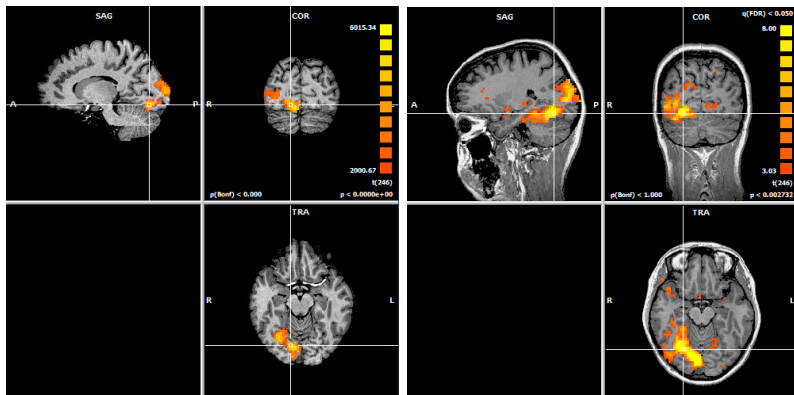 SAG
COR
6015.34
A
P
R
2000.67
t(246)
p(Bonf) < 0.000
p < 0.0000e+00
TRA
R
L
SAG
COR
q(FDR) < 0.050
8.00
A
P
R
3.03
t(246)
p(Bonf) < 1.000
p < 0.002732
TRA
R
L